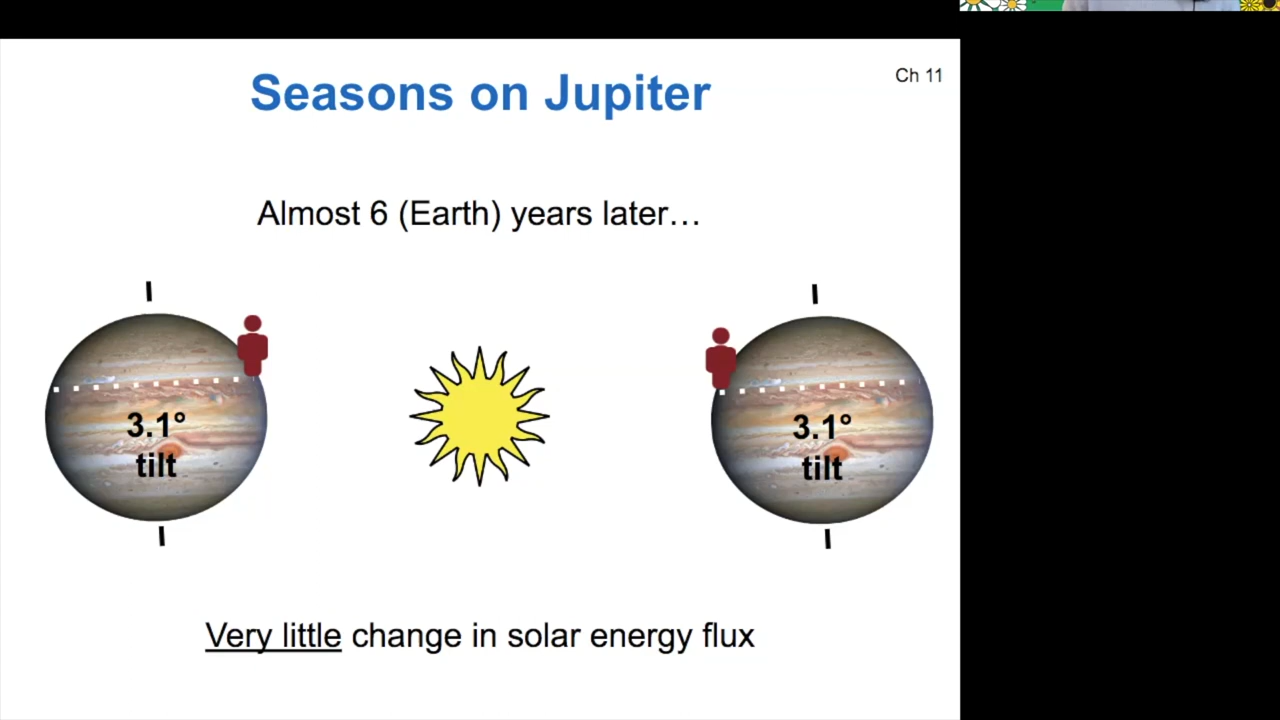 Seasons on Jupiter
Ch 11
Almost 6 (Earth) years later…
3.1°
tilt
3.1°
tilt
Very little change in solar energy flux